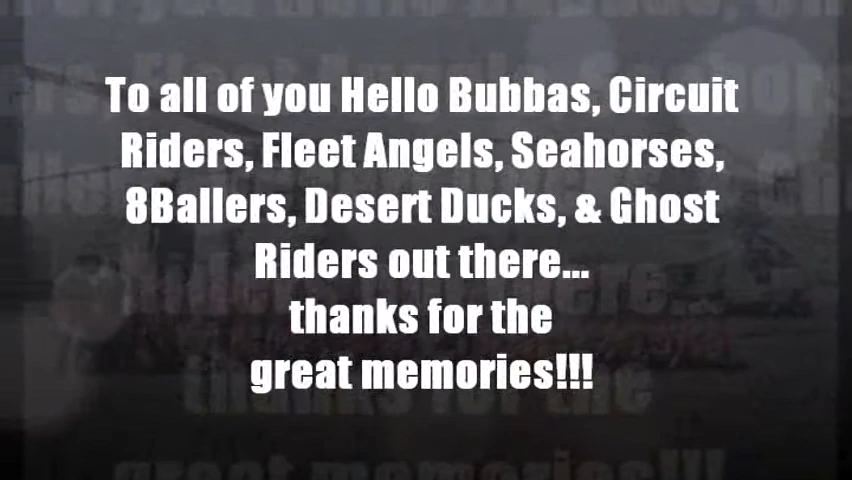 To all of you Hello Bubbas, Circuit
Riders, Fleet Angels, Seahorses,
8Ballers, Desert Ducks, & Ghost
Riders out there...
thanks for the
great memories!!!